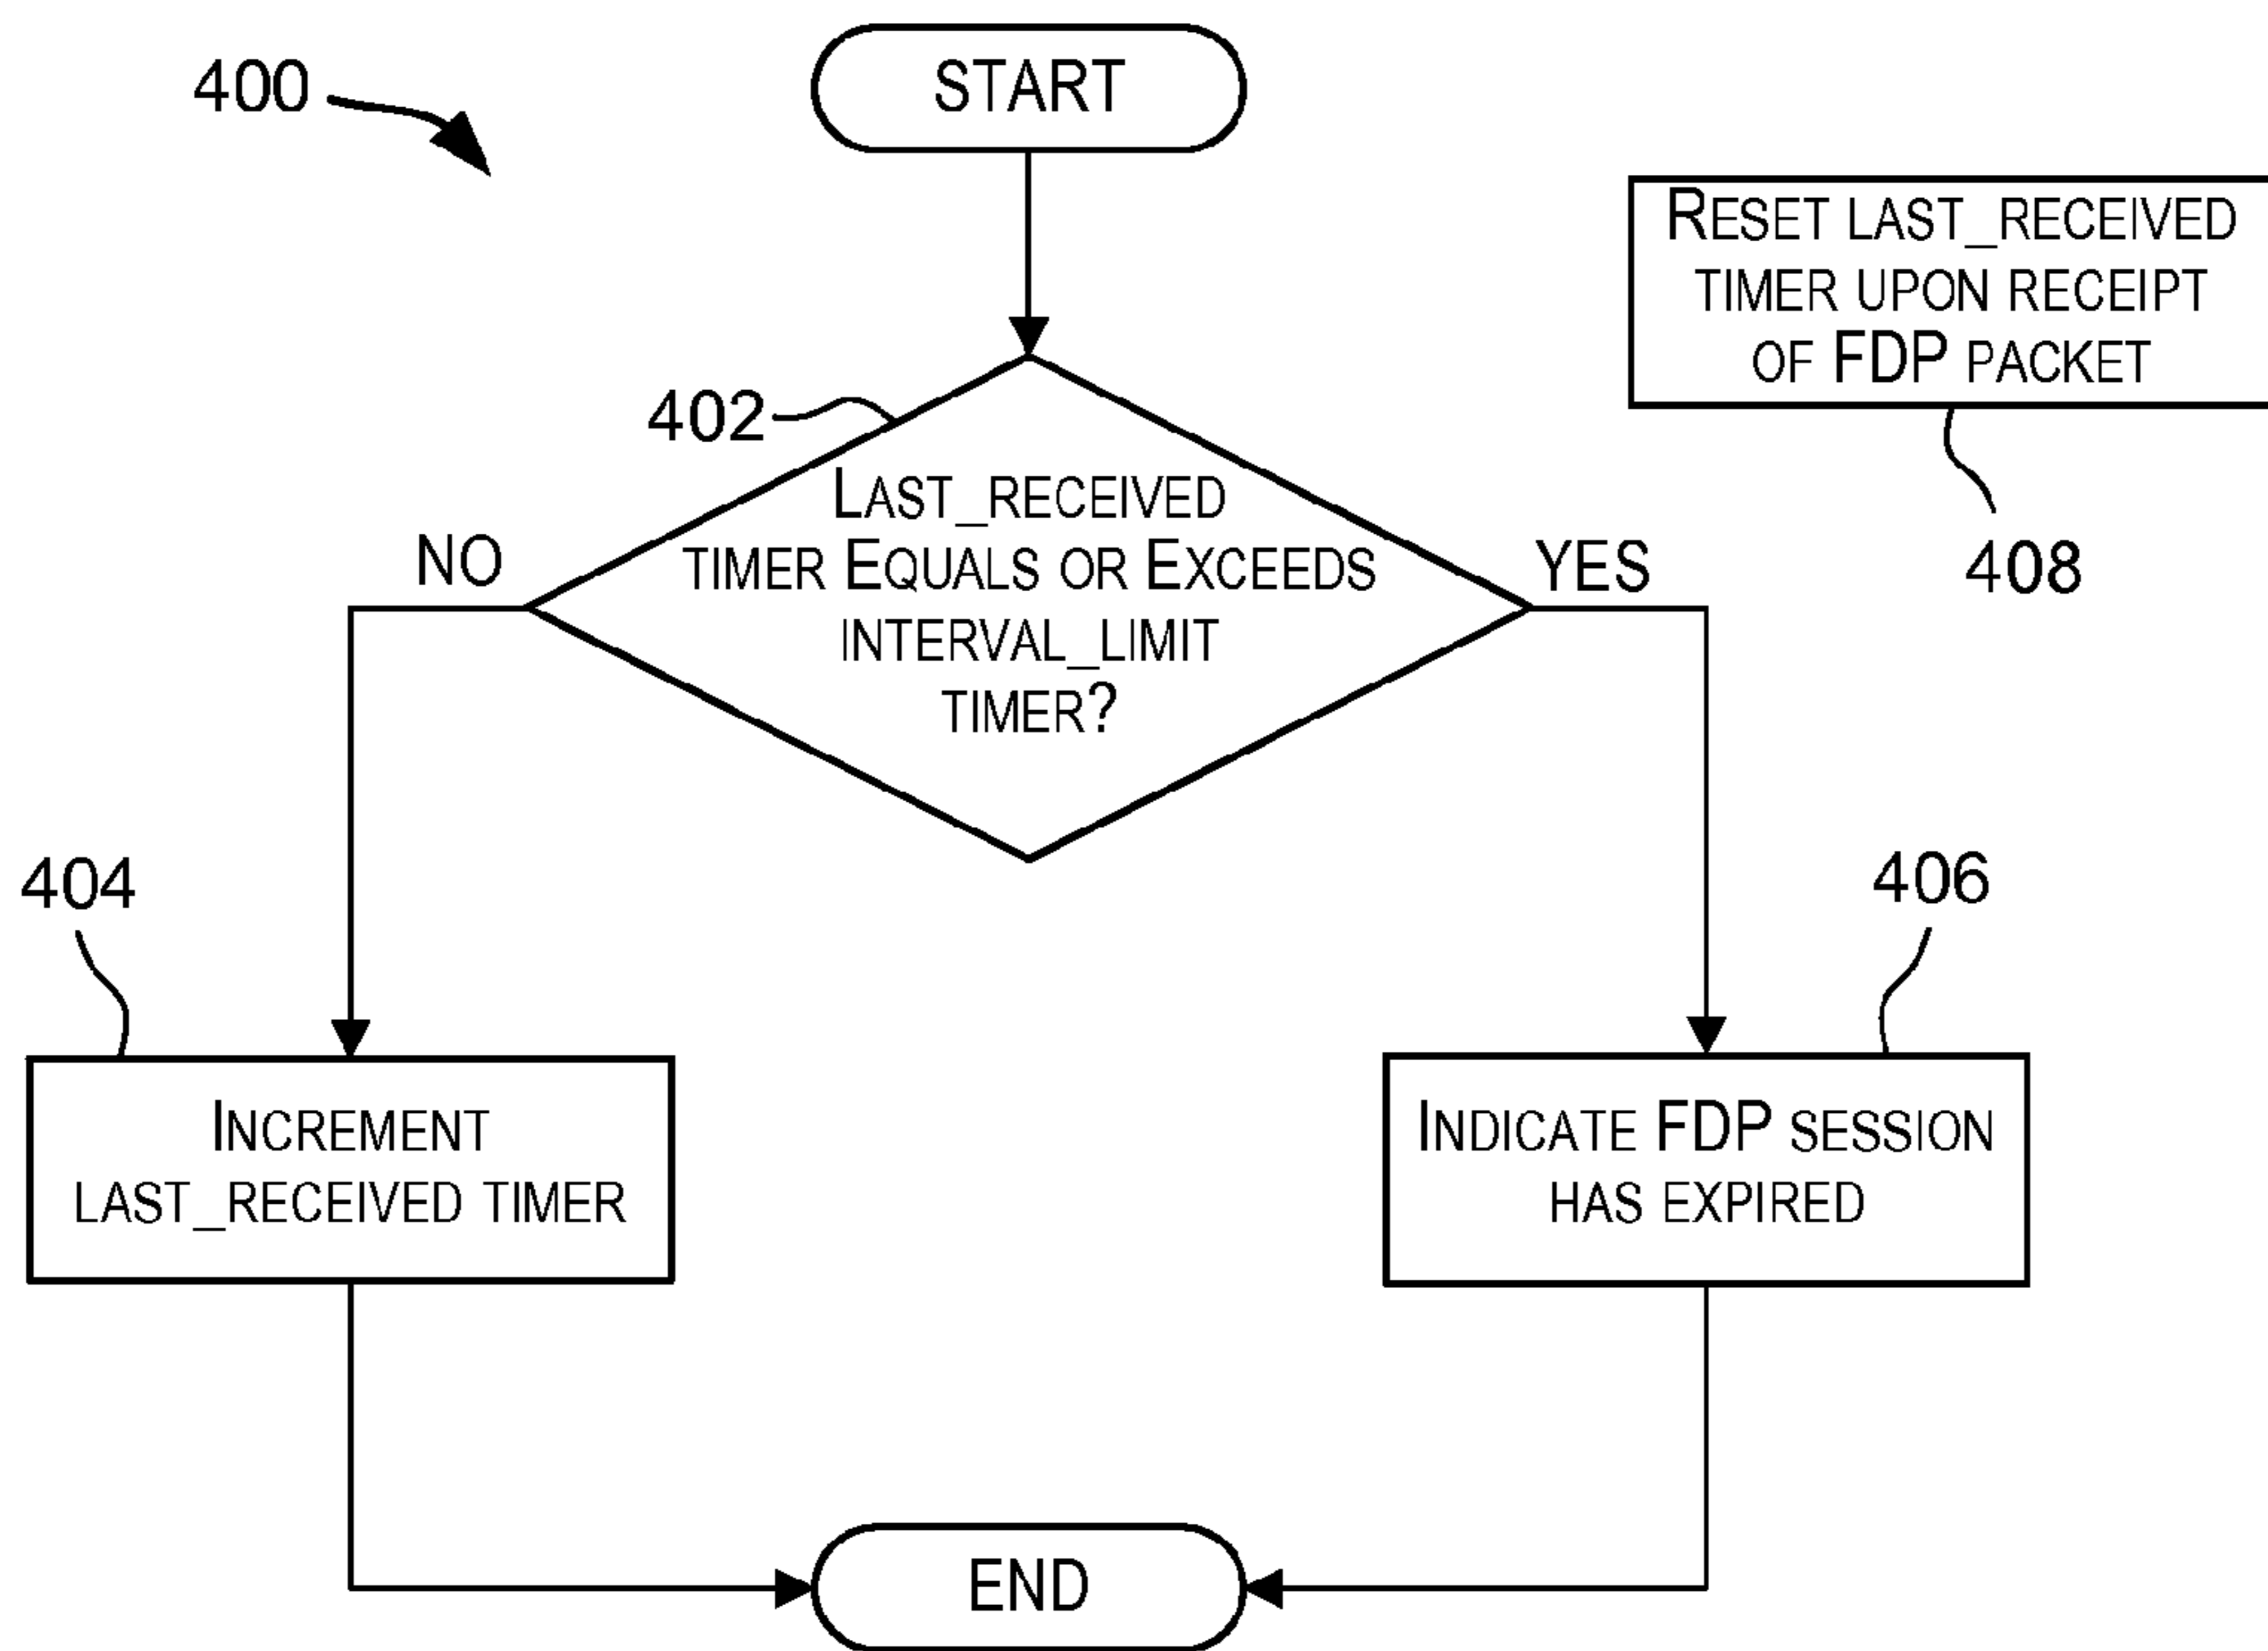 START
400
RESET LAST_RECEIVED
TIMER UPON RECEIPT
OF FDP PACKET
408
402
LAST_RECEIVED
TIMER EQUALS OR EXCEEDS
INTERVAL_LIMIT
TIMER?
NO
YES
404
INCREMENT
LAST_RECEIVED TIMER
406
INDICATE FDP SESSION
HAS EXPIRED
END